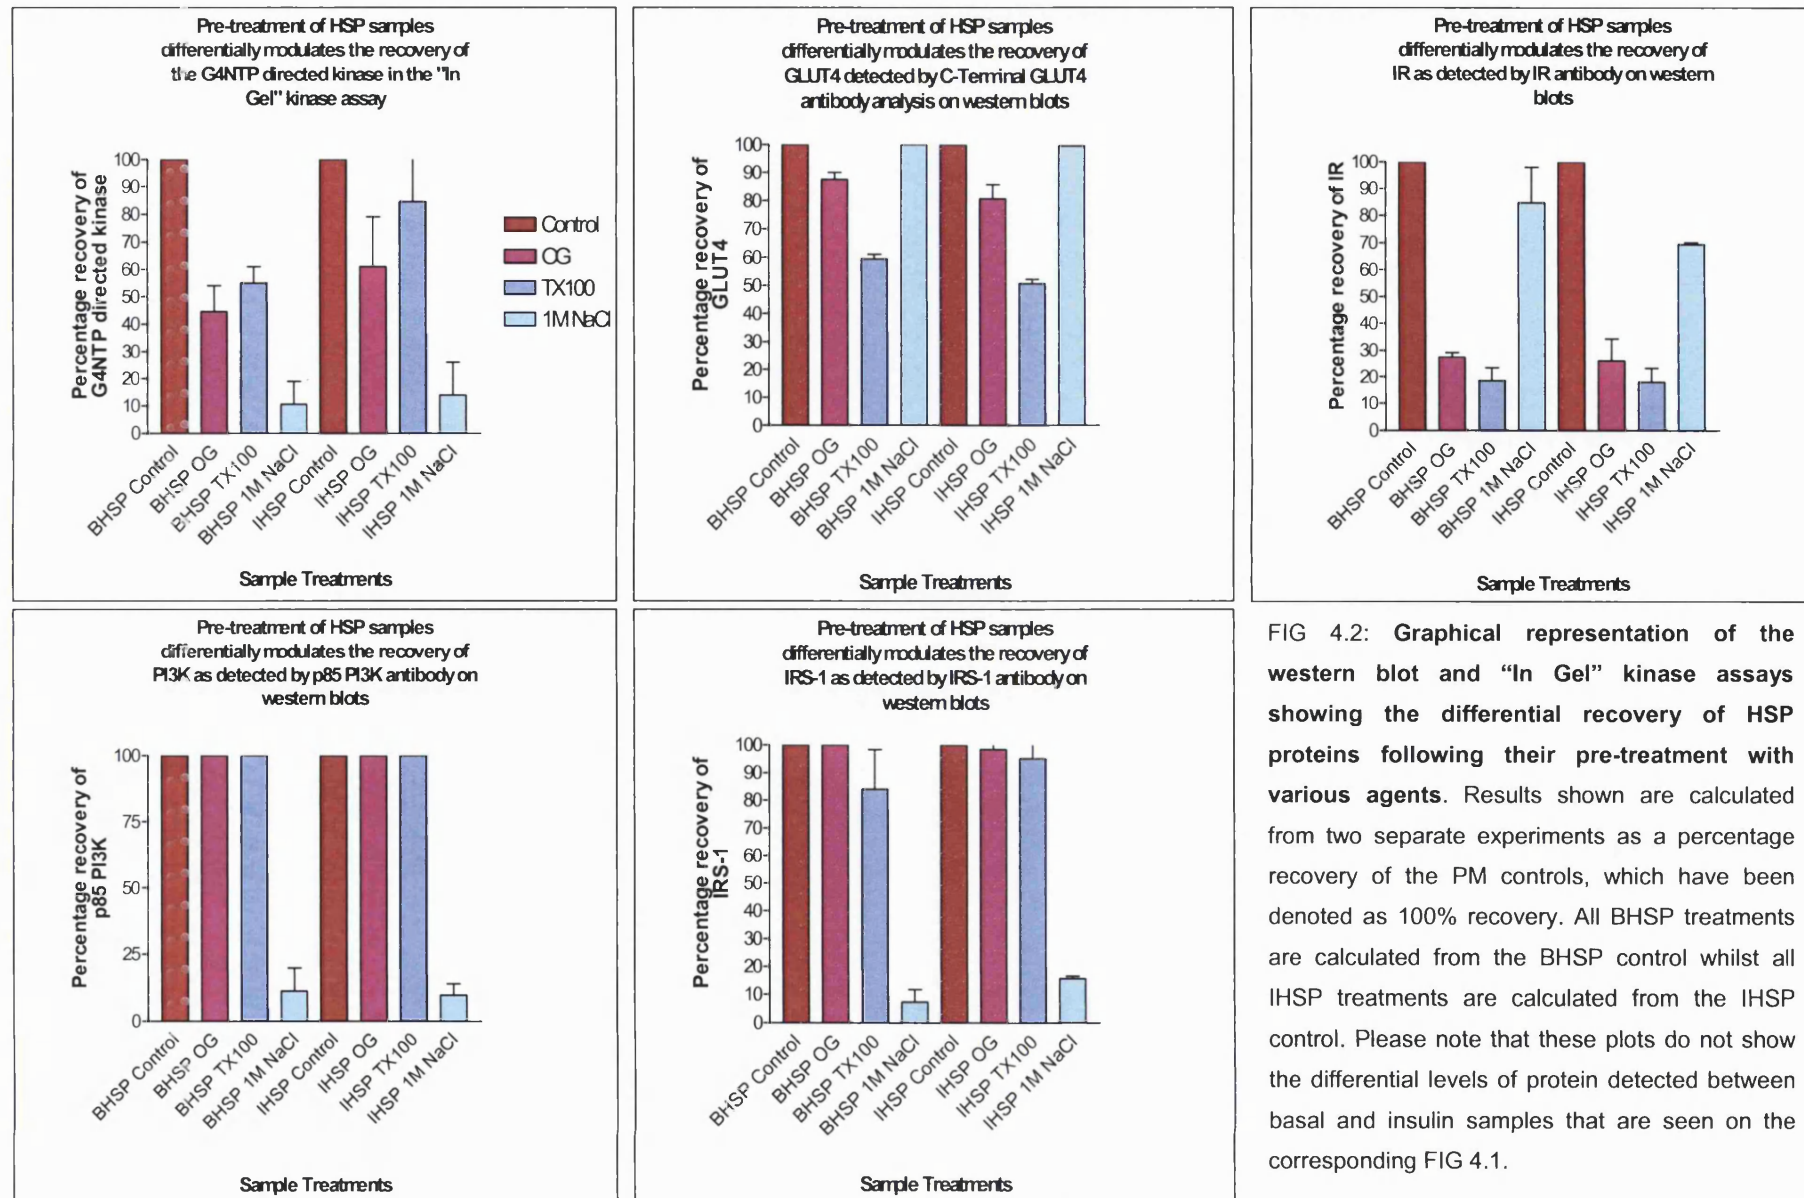 Pre-treatment of HSP samples
differentially modulates the recovery of
the G4NTP directed kinase in the "In
Gel" kinase assay
Percentage recovery of
G4NTP directed kinase
100
90
80
70
60
50
40
30
20
10
0
BHSP Control
BHSP OG
BHSP TX100
BHSP 1M NaCl
IHSP Control
IHSP OG
IHSP TX100
IHSP 1M NaCl
Sample Treatments
Control
OG
TX100
1M NaCl
Pre-treatment of HSP samples
differentially modulates the recovery of
GLUT4 detected by C-Terminal GLUT4
antibody analysis on western blots
Percentage recovery of
GLUT4
100
90
80
70
60
50
40
30
20
10
0
BHSP Control
BHSP OG
BHSP TX100
BHSP 1M NaCl
IHSP Control
IHSP OG
IHSP TX100
IHSP 1M NaCl
Sample Treatments
Pre-treatment of HSP samples
differentially modulates the recovery of
IR as detected by IR antibody on western
blots
Percentage recovery of IR
100
90
80
70
60
50
40
30
20
10
0
BHSP Control
BHSP OG
BHSP TX100
BHSP 1M NaCl
IHSP Control
IHSP OG
IHSP TX100
IHSP 1M NaCl
Sample Treatments
Pre-treatment of HSP samples
differentially modulates the recovery of
PI3K as detected by p85 PI3K antibody on
western blots
Percentage recovery of
p85 PI3K
100
75
50
25
0
BHSP Control
BHSP OG
BHSP TX100
BHSP 1M NaCl
IHSP Control
IHSP OG
IHSP TX100
IHSP 1M NaCl
Sample Treatments
Pre-treatment of HSP samples
differentially modulates the recovery of
IRS-1 as detected by IRS-1 antibody on
western blots
Percentage recovery of
IRS-1
100
90
80
70
60
50
40
30
20
10
0
BHSP Control
BHSP OG
BHSP TX100
BHSP 1M NaCl
IHSP Control
IHSP OG
IHSP TX100
IHSP 1M NaCl
Sample Treatments
FIG 4.2: Graphical representation of the
western blot and “In Gel” kinase assays
showing the differential recovery of HSP
proteins following their pre-treatment with
various agents. Results shown are calculated
from two separate experiments as a percentage
recovery of the PM controls, which have been
denoted as 100% recovery. All BHSP treatments
are calculated from the BHSP control whilst all
IHSP treatments are calculated from the IHSP
control. Please note that these plots do not show
the differential levels of protein detected between
basal and insulin samples that are seen on the
corresponding FIG 4.1.